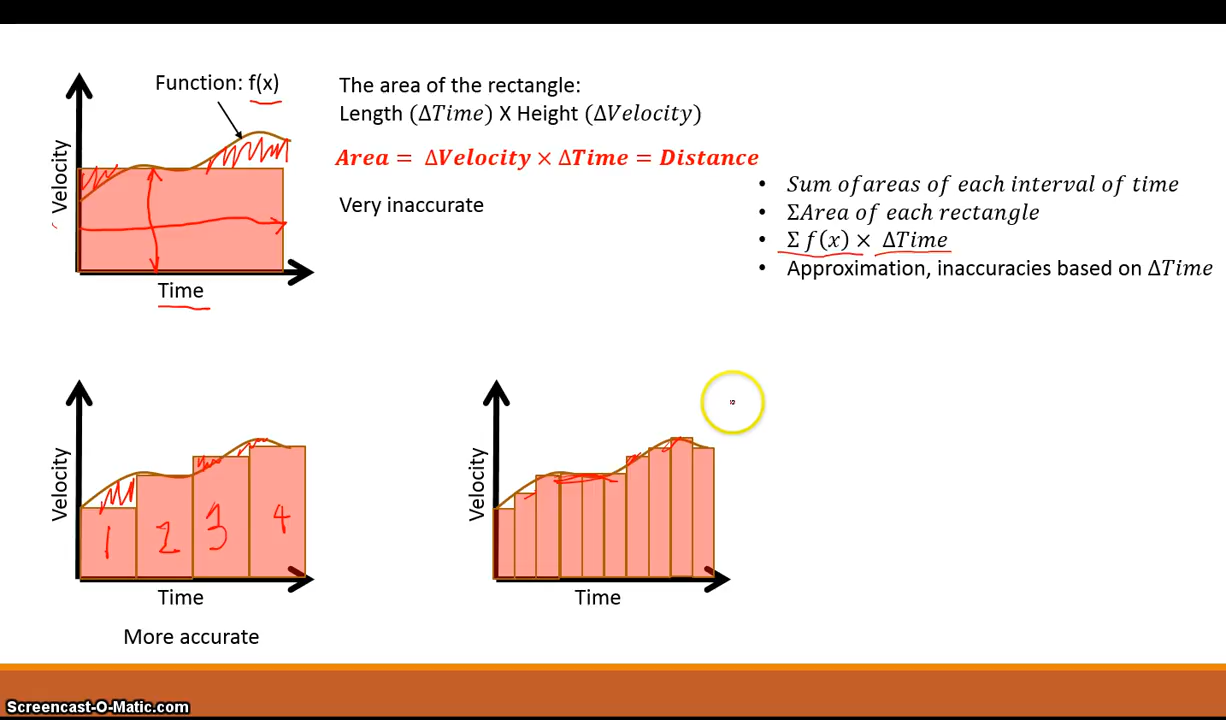 Function: f(x)
The area of the rectangle:
Length (ΔTime) X Height (ΔVelocity)
Area = ΔVelocity × ΔTime = Distance
Very inaccurate
Velocity
Time
• Sum of areas of each interval of time
• ΣArea of each rectangle
• Σ f(x) × ΔTime
• Approximation, inaccuracies based on ΔTime
Velocity
1 2 3 4
Time
More accurate
Velocity
Time
Screencast-O-Matic.com